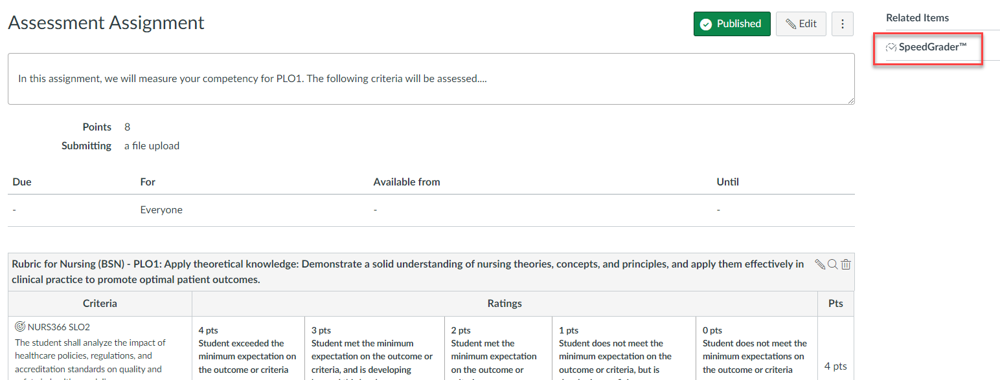 Assessment Assignment
Published
Edit
Related Items
SpeedGrader™
In this assignment, we will measure your competency for PLO1. The following criteria will be assessed....
Points 8
Submitting a file upload
Due For Available from Until
- Everyone - -
Rubric for Nursing (BSN) - PLO1: Apply theoretical knowledge: Demonstrate a solid understanding of nursing theories, concepts, and principles, and apply them effectively in
clinical practice to promote optimal patient outcomes.
Criteria Ratings Pts
NURS366 SLO2
The student shall analyze the impact of
healthcare policies, regulations, and
accreditation standards on quality and
4 pts
Student exceeded the
minimum expectation on
the outcome or criteria
3 pts
Student met the minimum
expectation on the outcome or
criteria, and is developing
2 pts
Student met the
minimum expectation
on the outcome or
1 pts
Student does not meet the
minimum expectation on the
outcome or criteria, but is
0 pts
Student does not meet the
minimum expectations on
the outcome or criteria
4 pts